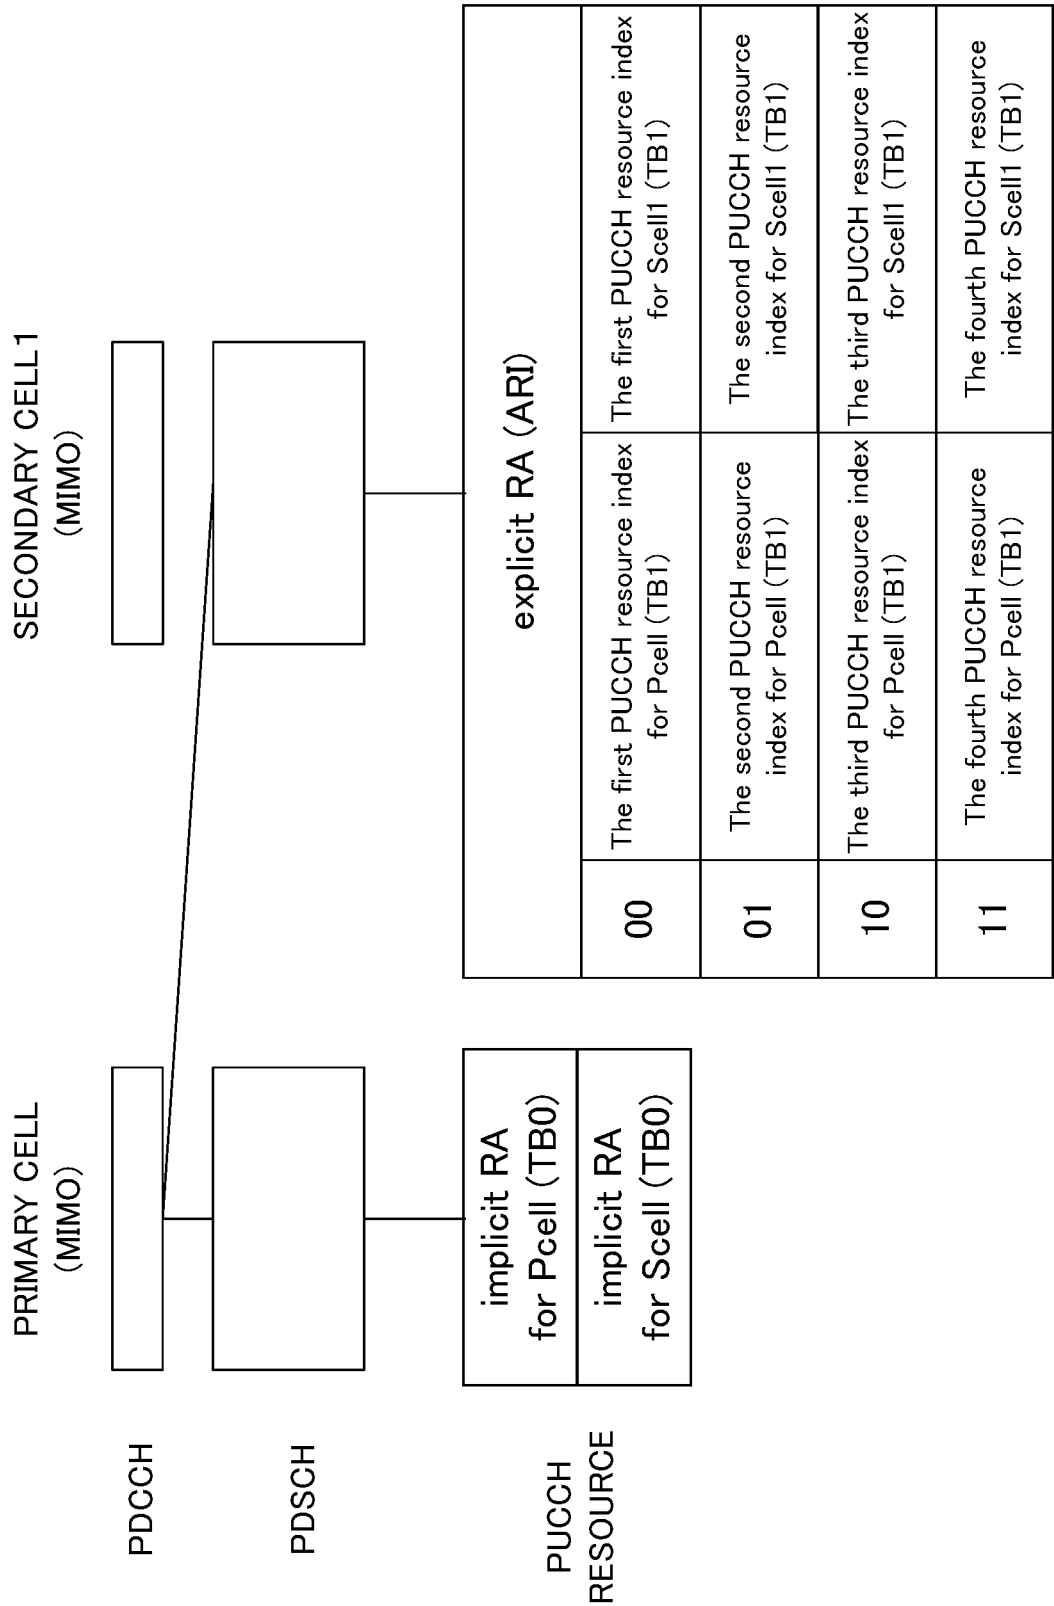 PRIMARY CELL
(MIMO)
SECONDARY CELL1
(MIMO)
PDCCH
PDSCH
PUCCH
RESOURCE
implicit RA
for Pcell (TB0)
implicit RA
for Scell (TB0)
explicit RA (ARI)
00
The first PUCCH resource index
for Pcell (TB1)
The first PUCCH resource index
for Scell1 (TB1)
01
The second PUCCH resource
index for Pcell (TB1)
The second PUCCH resource
index for Scell1 (TB1)
10
The third PUCCH resource index
for Pcell (TB1)
The third PUCCH resource index
for Scell1 (TB1)
11
The fourth PUCCH resource
index for Pcell (TB1)
The fourth PUCCH resource
index for Scell1 (TB1)